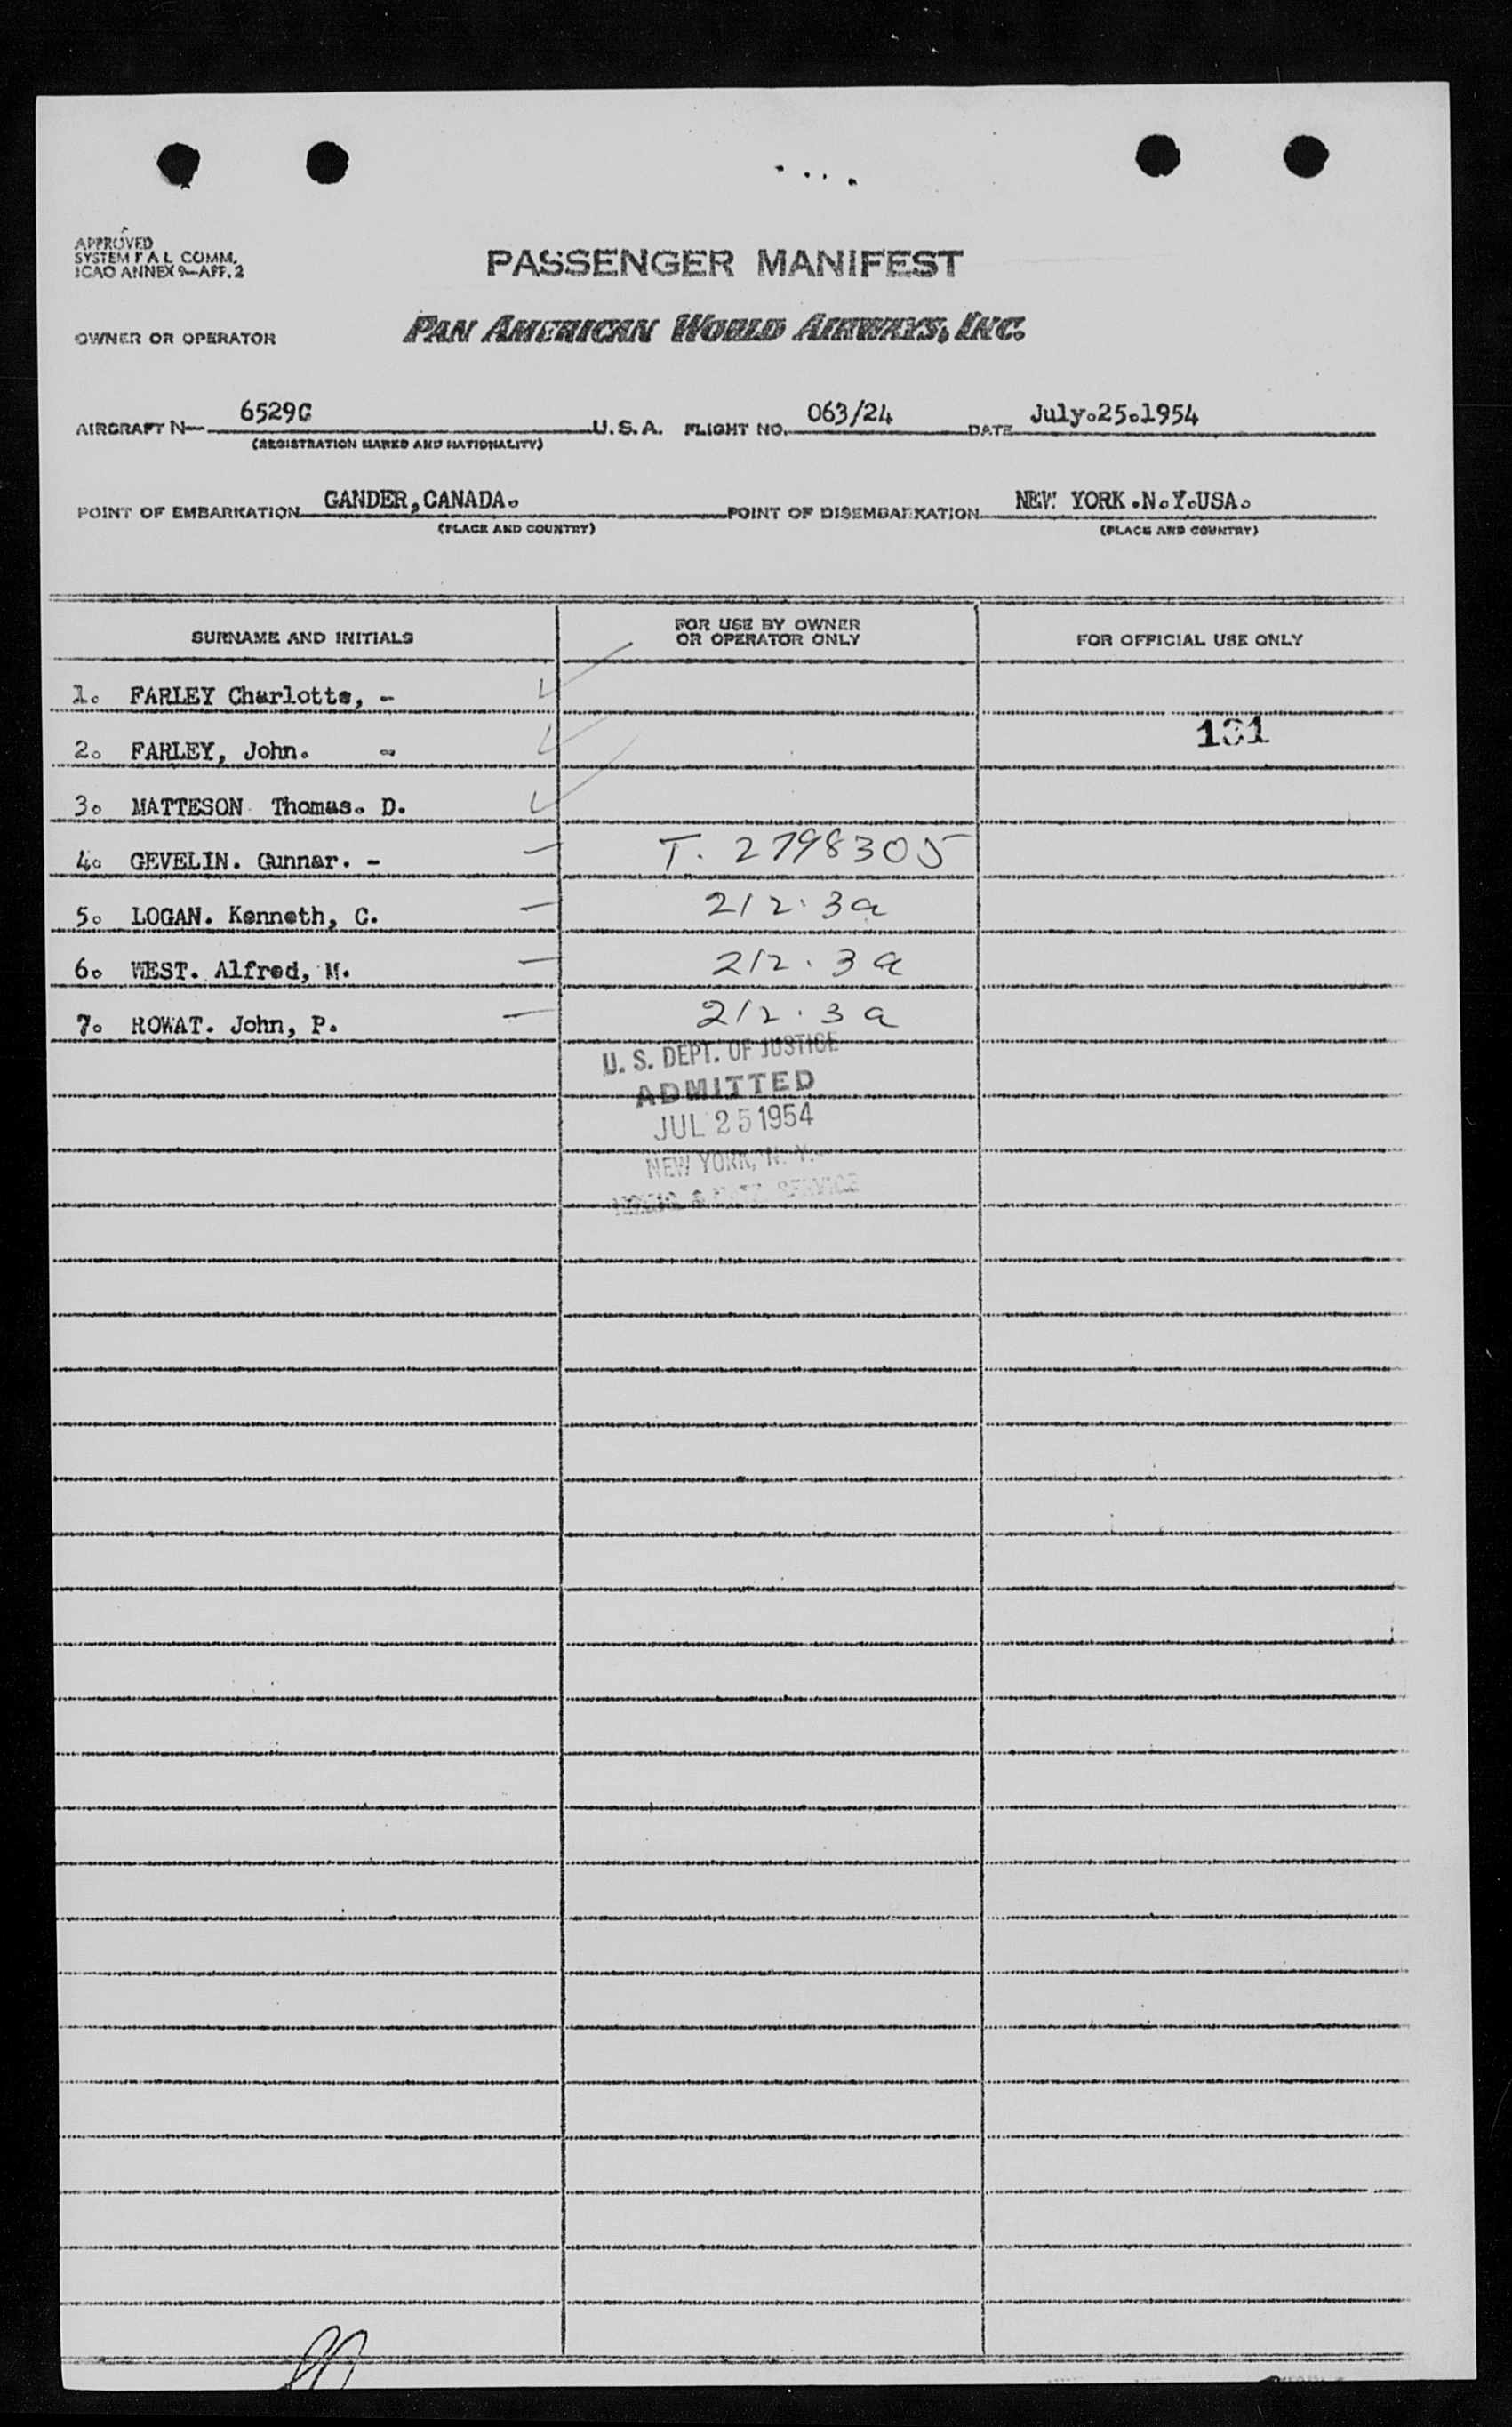 APPROVED
SYSTEM F A L COMM.
ICAO ANNEX 9—APP. 2
PASSENGER MANIFEST
OWNER OR OPERATOR PAN AMERICAN WORLD AIRWAYS, INC.
AIRCRAFT N— 6529C U.S.A. FLIGHT NO. 063/24 DATE July.25.1954
(REGISTRATION MARKS AND NATIONALITY)
POINT OF EMBARKATION GANDER, CANADA. POINT OF DISEMBARKATION NEW YORK.N.Y.USA.
(PLACE AND COUNTRY) (PLACE AND COUNTRY)
SURNAME AND INITIALS FOR USE BY OWNER OR OPERATOR ONLY FOR OFFICIAL USE ONLY
1. FARLEY Charlotte, -
131
2. FARLEY, John. -
3. MATTESON Thomas. D.
4. GEVELIN. Gunnar. - T. 2798305
5. LOGAN. Kenneth, C. 212.3a
6. WEST. Alfred, M. 212.3a
7. ROWAT. John, P. 212.3a
U. S. DEPT. OF JUSTICE
ADMITTED
JUL 25 1954
NEW YORK, N. Y.
IMMIG. & NATZ. SERVICE